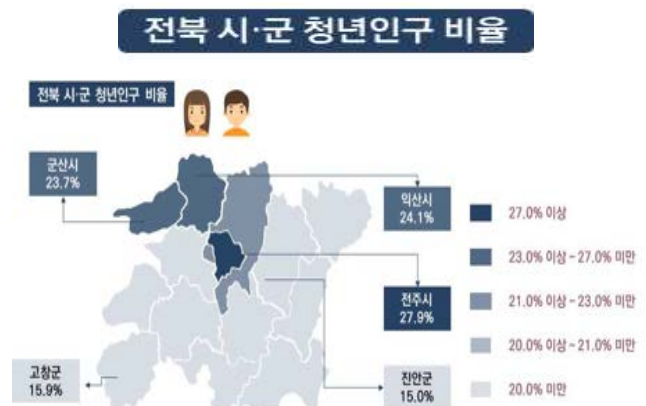 전북 시·군 청년인구 비율
전북 시·군 청년인구 비율
군산시
23.7%
익산시
24.1%
전주시
27.9%
고창군
15.9%
진안군
15.0%
27.0% 이상
23.0% 이상 - 27.0% 미만
21.0% 이상 - 23.0% 미만
20.0% 이상 - 21.0% 미만
20.0% 미만